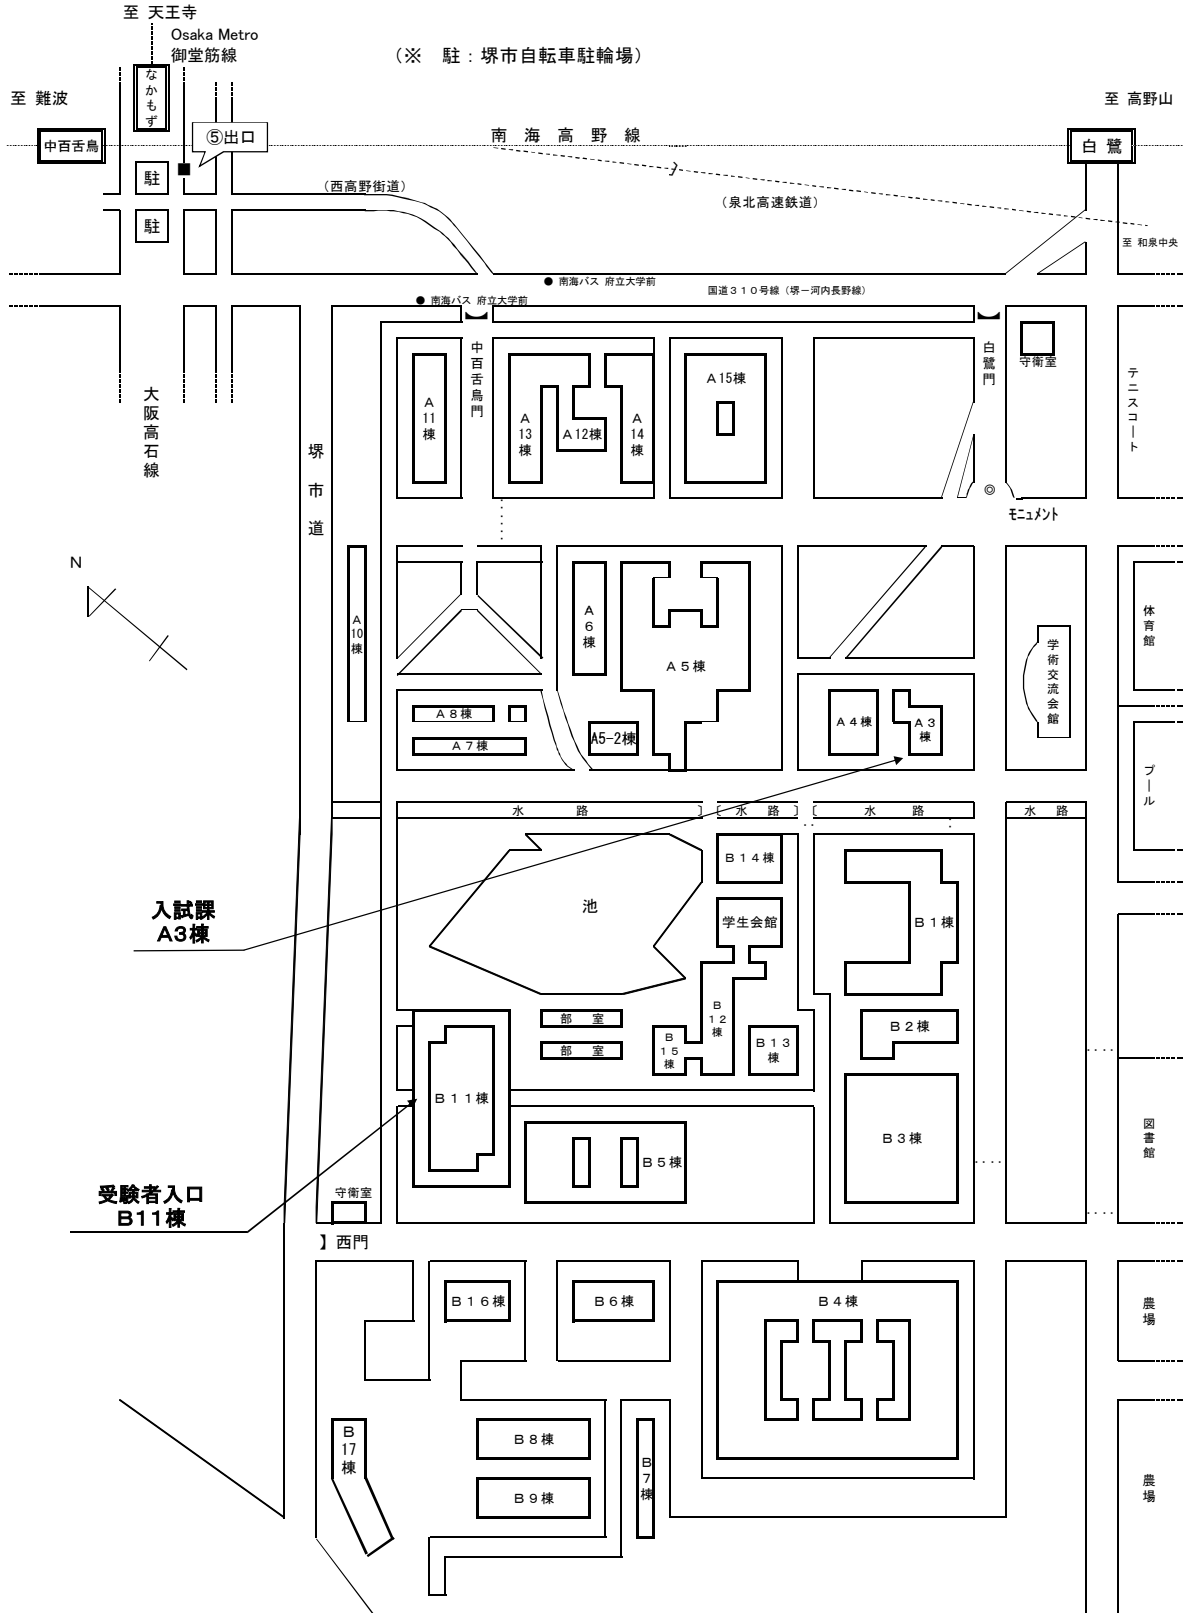 至 天王寺
Osaka Metro
御堂筋線
(※ 駐：堺市自転車駐輪場)
なかもず
至 難波
至 高野山
⑤出口
南海高野線
中百舌鳥
白鷺
駐
(西高野街道)
(泉北高速鉄道)
駐
至 和泉中央
● 南海バス 府立大学前
国道３１０号線（堺－河内長野線）
● 南海バス 府立大学前
中百舌鳥門
白鷺門
守衛室
テニスコート
大阪高石線
堺市道
A11棟
A13棟
A12棟
A14棟
A15棟
◎
モニュメント
N
A10棟
A6棟
A5棟
体育館
学術交流会館
A8棟
A7棟
A5-2棟
A4棟
A3棟
プール
水路
水路
水路
水路
池
B14棟
入試課
A3棟
学生会館
B1棟
部室
部室
B12棟
B15棟
B13棟
B2棟
B11棟
B3棟
図書館
B5棟
受験者入口
B11棟
守衛室
】西門
B16棟
B6棟
B4棟
農場
B17棟
B8棟
B7棟
B9棟
農場